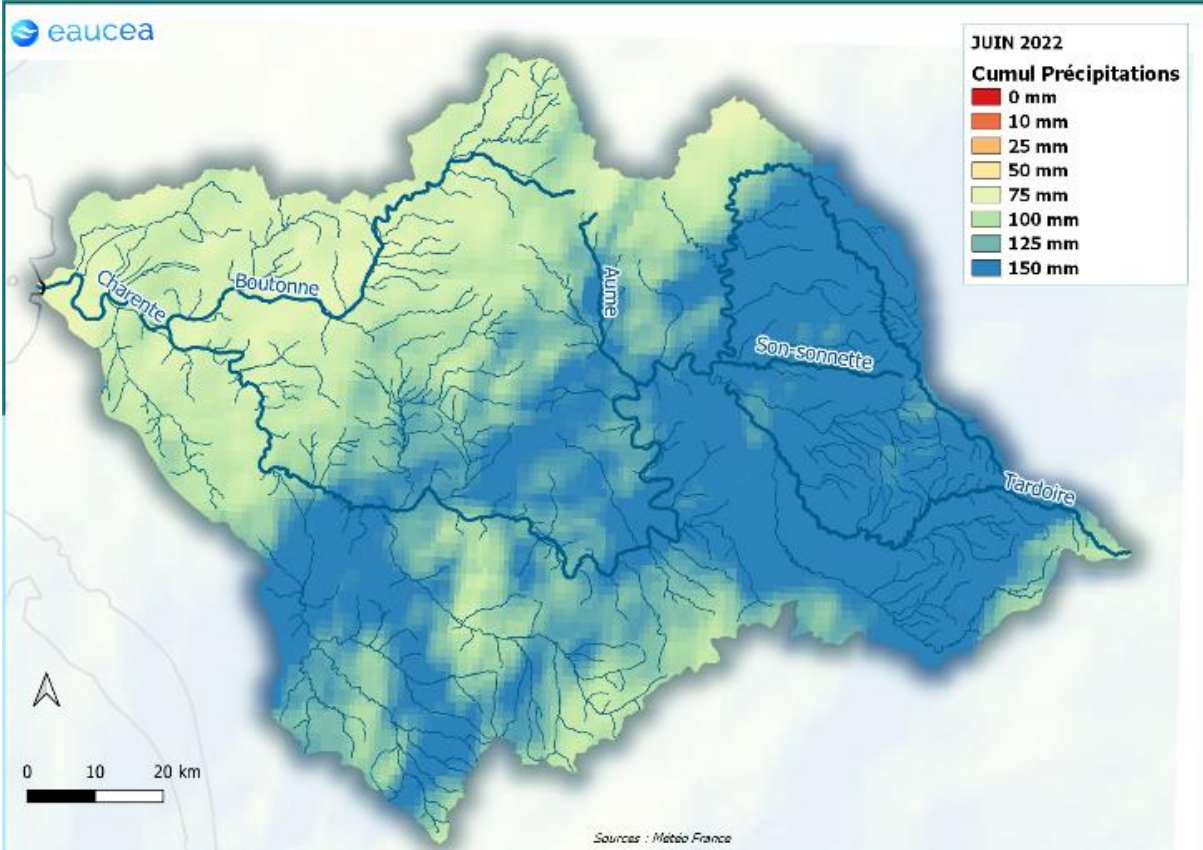 eaucea
JUIN 2022
Cumul Précipitations
0 mm
10 mm
25 mm
50 mm
75 mm
100 mm
125 mm
150 mm
Charente
Boutonne
Aume
Son-sonnette
Tardoire
0 10 20 km
Sources : Météo France